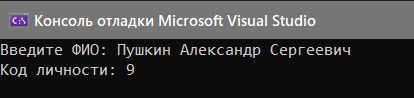 C:\ Консоль отладки Microsoft Visual Studio
Введите ФИО: Пушкин Александр Сергеевич
Код личности: 9